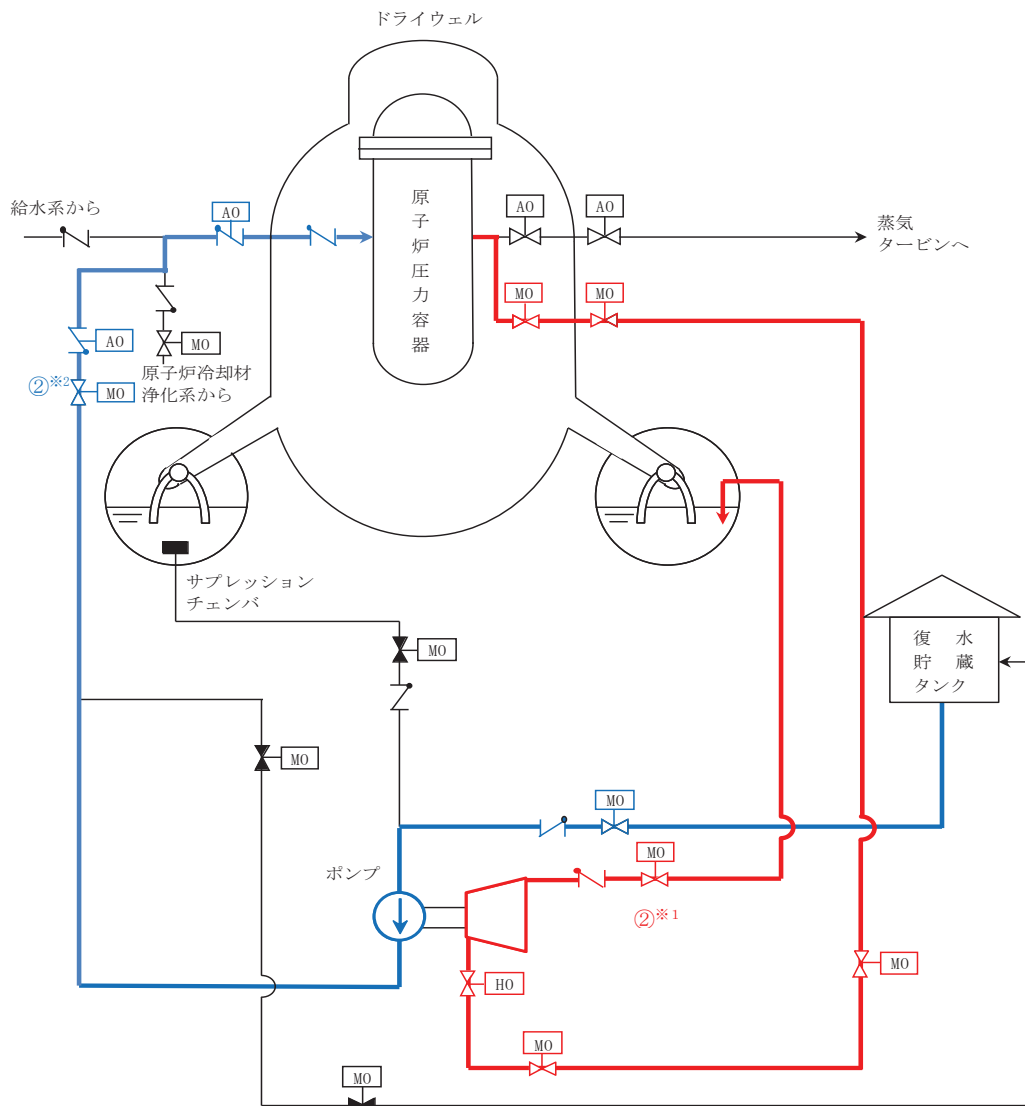 ドライウェル
給水系から
AO
原子炉圧力容器
AO
AO
蒸気
タービンへ
MO
MO
AO
MO
原子炉冷却材
浄化系から
②※2
MO
サプレッション
チェンバ
MO
復水
貯蔵
タンク
MO
MO
ポンプ
MO
②※1
MO
HO
MO
MO